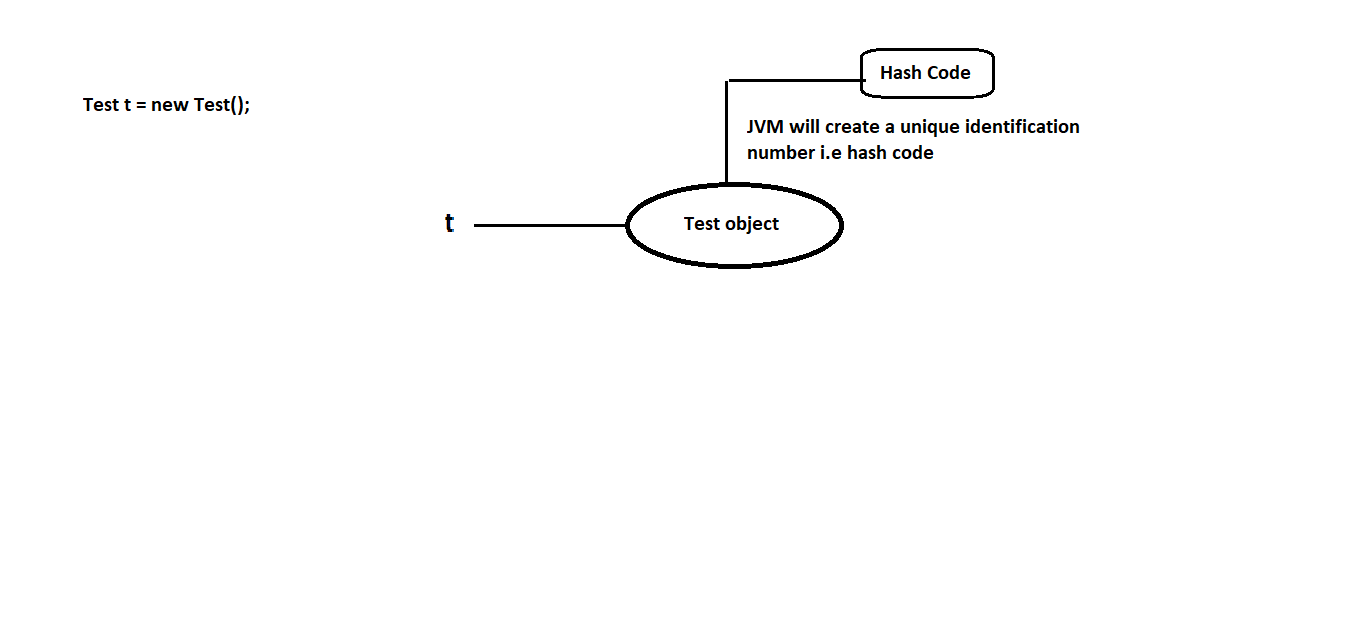 Hash Code
Test t = new Test();
JVM will create a unique identification
number i.e hash code
t
Test object